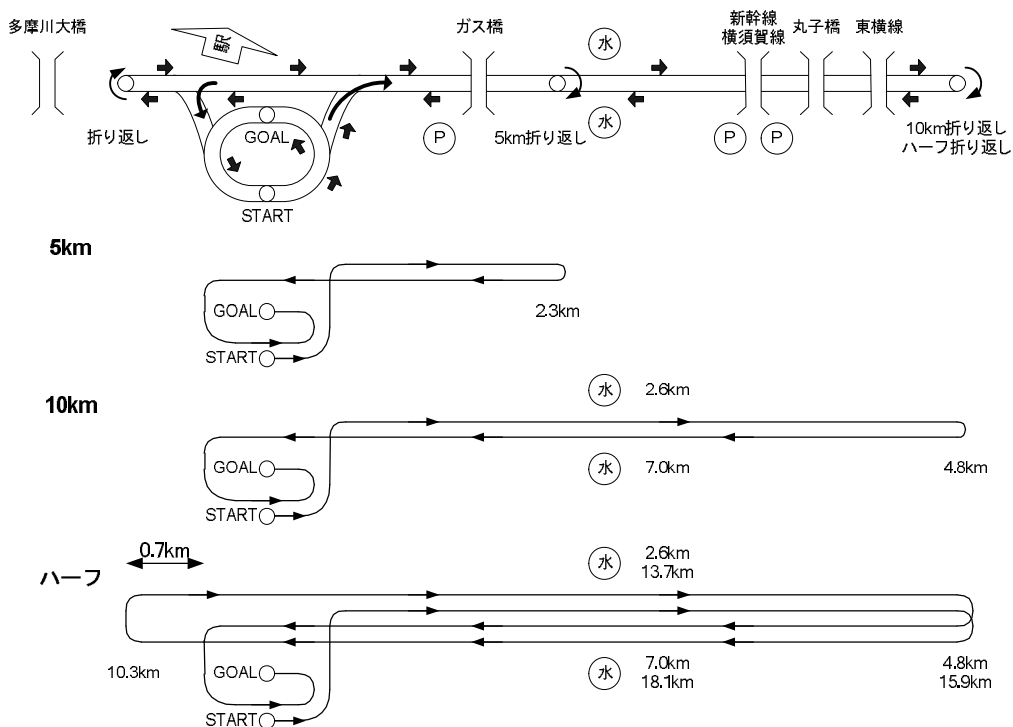 多摩川大橋
駅
ガス橋
水
新幹線
横須賀線
丸子橋
東横線
折り返し
GOAL
START
P
5km折り返し
水
P
P
10km折り返し
ハーフ折り返し
5km
GOAL
START
2.3km
10km
水
2.6km
GOAL
START
水
7.0km
4.8km
ハーフ
0.7km
水
2.6km
13.7km
10.3km
GOAL
START
水
7.0km
18.1km
4.8km
15.9km